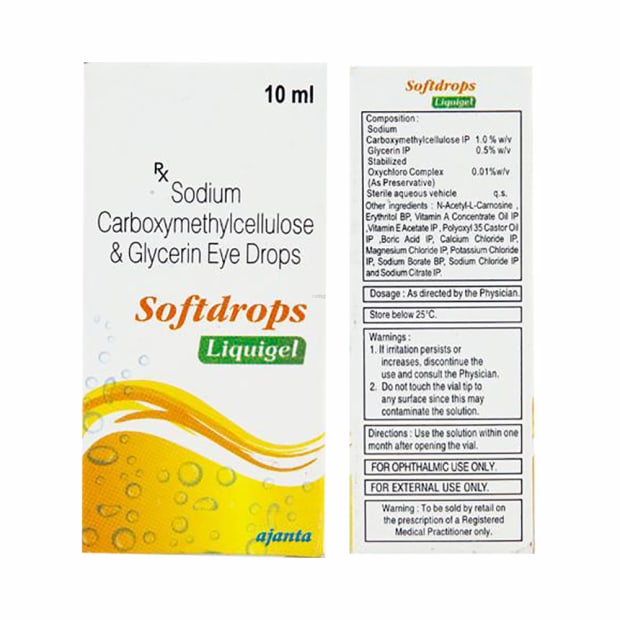 10 ml
Rx
Sodium
Carboxymethylcellulose
& Glycerin Eye Drops
Softdrops
Liquigel
ajanta
Softdrops
Liquigel
Composition :
Sodium
Carboxymethylcellulose IP 1.0 % w/v
Glycerin IP 0.5% w/v
Stabilized
Oxychloro Complex 0.01%w/v
(As Preservative)
Sterile aqueous vehicle q.s.
Other ingredients : N-Acetyl-L-Carnosine ,
Erythritol BP, Vitamin A Concentrate Oil IP
,Vitamin E Acetate IP , Polyoxyl 35 Castor Oil
IP ,Boric Acid IP, Calcium Chloride IP,
Magnesium Chloride IP, Potassium Chloride
IP, Sodium Borate BP, Sodium Chloride IP
and Sodium Citrate IP.
Dosage : As directed by the Physician.
Store below 25°C.
Warnings :
1. If irritation persists or
increases, discontinue the
use and consult the Physician.
2. Do not touch the vial tip to
any surface since this may
contaminate the solution.
Directions : Use the solution within one
month after opening the vial.
FOR OPHTHALMIC USE ONLY.
FOR EXTERNAL USE ONLY.
Warning : To be sold by retail on
the prescription of a Registered
Medical Practitioner only.